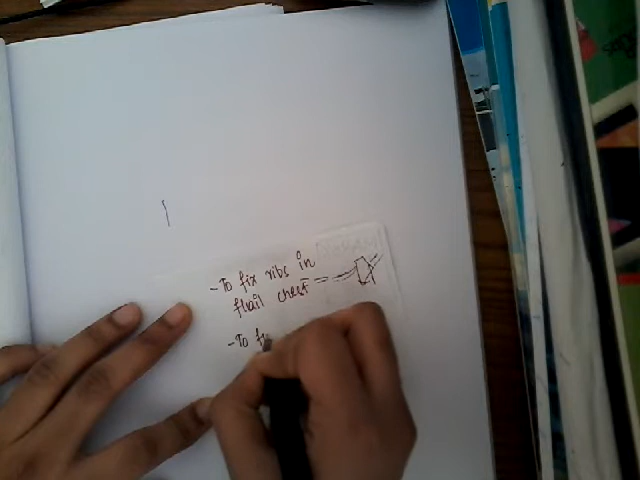 - To fix ribs in
flail chest
- To f